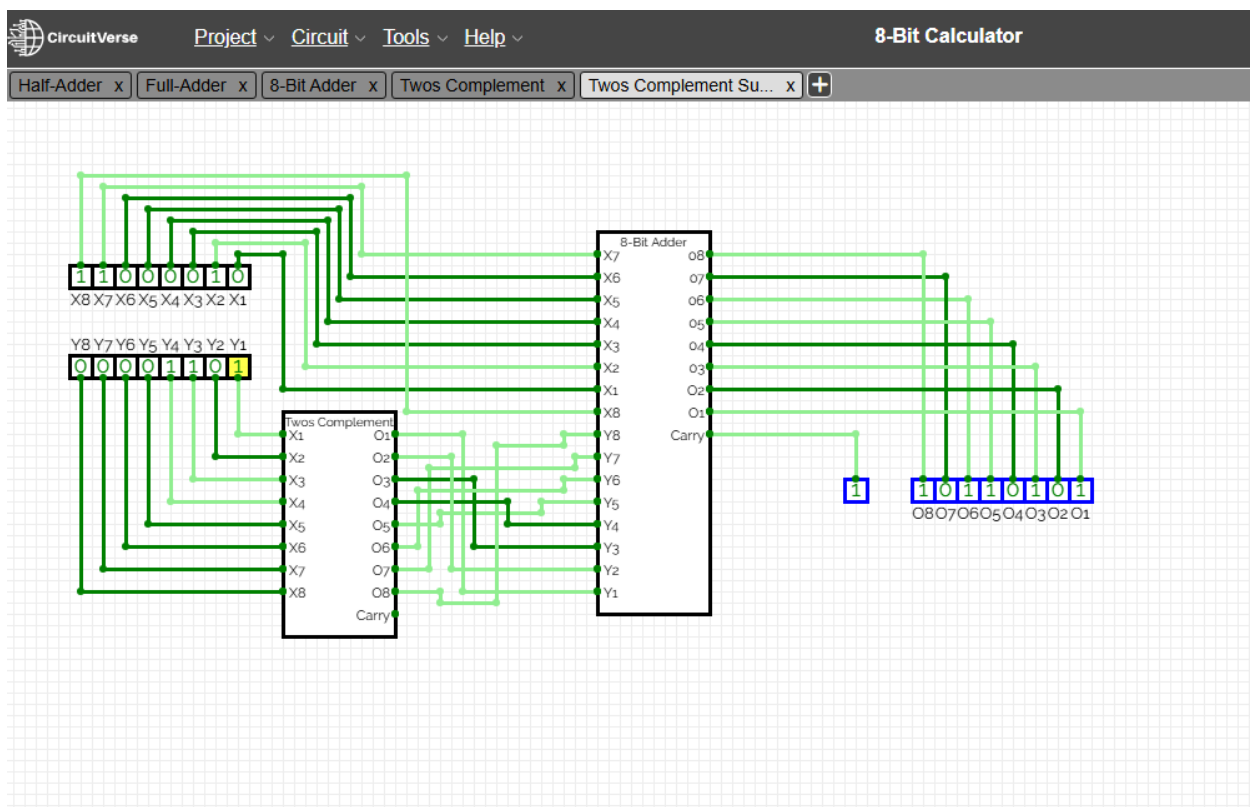 CircuitVerse Project Circuit Tools Help 8-Bit Calculator
Half-Adder x Full-Adder x 8-Bit Adder x Twos Complement x Twos Complement Su... x +
1 1 0 0 0 0 1 0
X8 X7 X6 X5 X4 X3 X2 X1
Y8 Y7 Y6 Y5 Y4 Y3 Y2 Y1
0 0 0 0 1 1 0 1
Twos Complement
X1 O1
X2 O2
X3 O3
X4 O4
X5 O5
X6 O6
X7 O7
X8 O8
Carry
8-Bit Adder
X7 o8
X6 o7
X5 o6
X4 o5
X3 o4
X2 o3
X1 O2
X8 O1
Y8 Carry
Y7
Y6
Y5
Y4
Y3
Y2
Y1
1
1 0 1 1 0 1 0 1
O8 O7 O6 O5 O4 O3 O2 O1